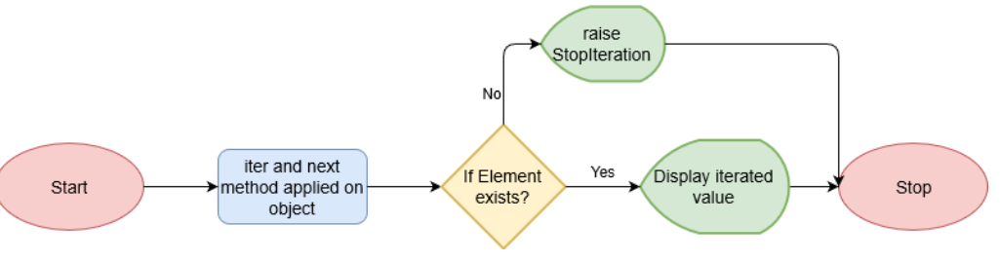 raise
StopIteration
No
Start
iter and next
method applied on
object
If Element
exists?
Yes
Display iterated
value
Stop